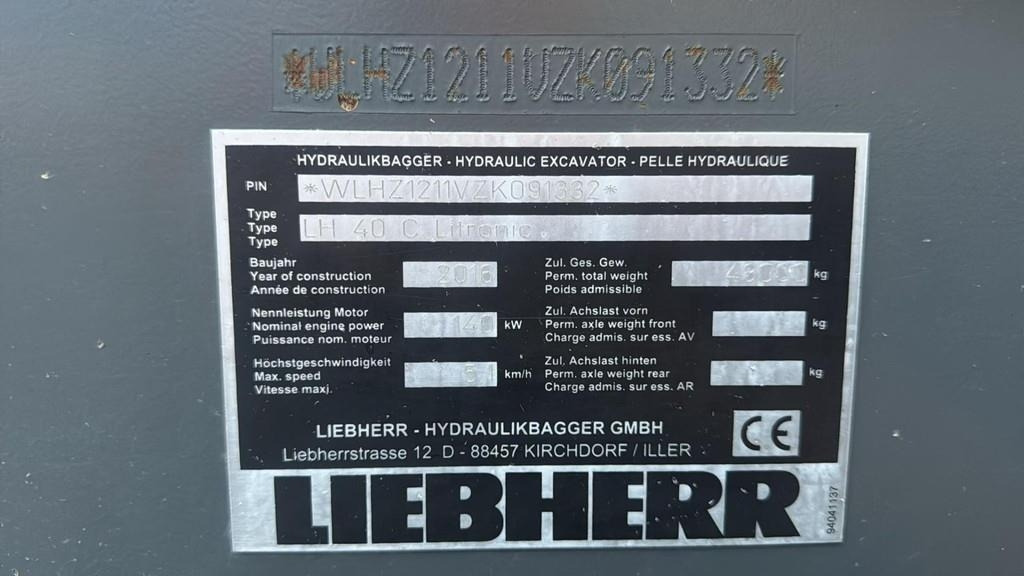 *WLHZ1211VZK091332*
HYDRAULIKBAGGER - HYDRAULIC EXCAVATOR - PELLE HYDRAULIQUE
PIN *WLHZ1211VZK091332*
Type
Type LH 40 C Litronic
Type
Baujahr
Year of construction 2016
Année de construction
Zul. Ges. Gew.
Perm. total weight 43000 kg
Poids admissible
Nennleistung Motor
Nominal engine power 140 kW
Puissance nom. moteur
Zul. Achslast vorn
Perm. axle weight front kg
Charge admis. sur ess. AV
Höchstgeschwindigkeit
Max. speed 5 km/h
Vitesse maxj.
Zul. Achslast hinten
Perm. axle weight rear kg
Charge admis. sur ess. AR
LIEBHERR - HYDRAULIKBAGGER GMBH
Liebherrstrasse 12 D - 88457 KIRCHDORF / ILLER
CE
LIEBHERR
94041137